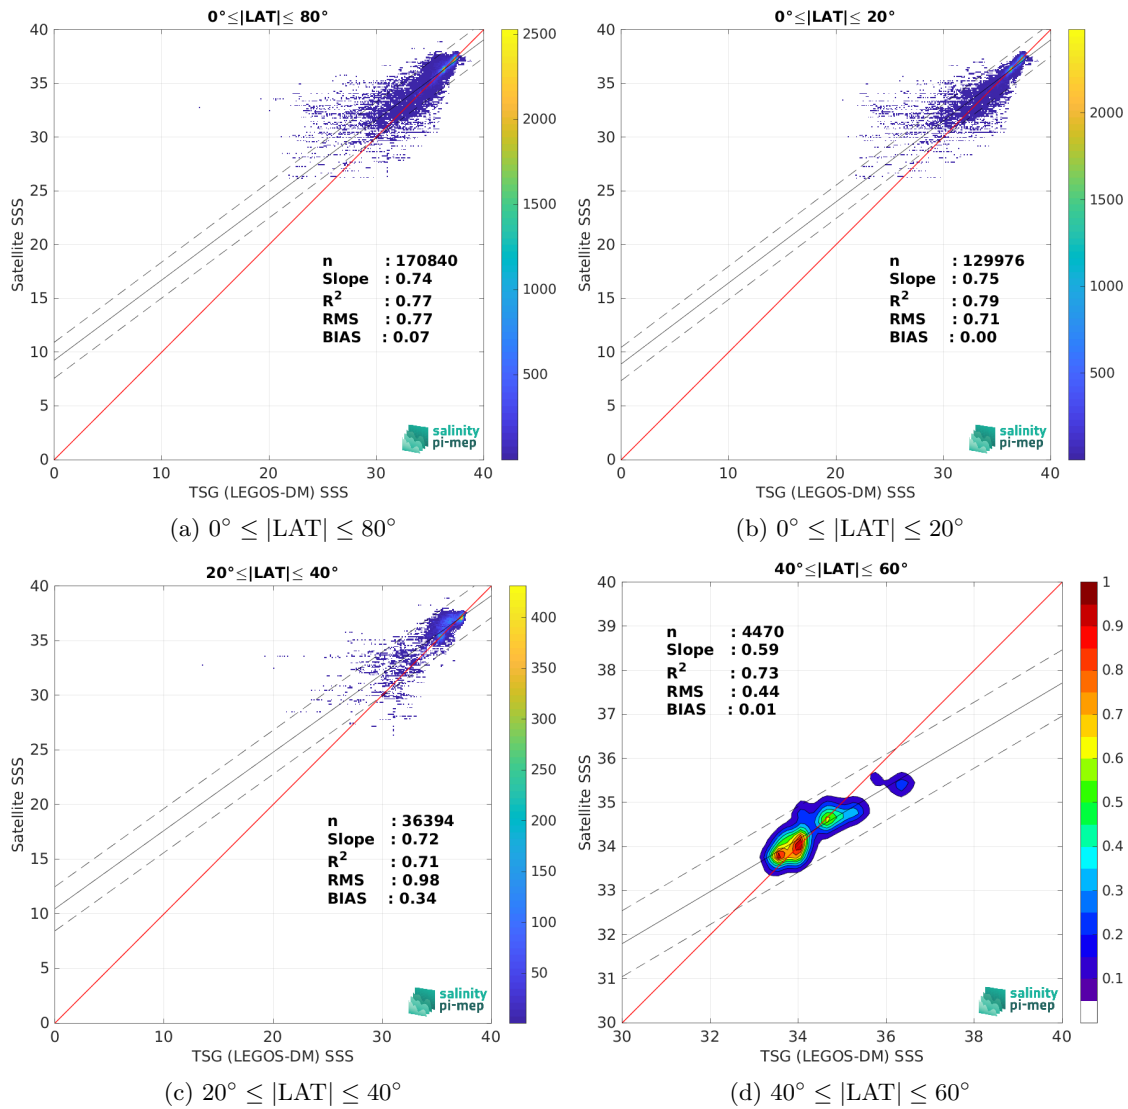 0°≤|LAT|≤ 80°
40
35
30
25
20
15
10
5
0
0
10
20
30
40
Satellite SSS
TSG (LEGOS-DM) SSS
n : 170840
Slope : 0.74
R² : 0.77
RMS : 0.77
BIAS : 0.07
salinity
pi-mep
2500
2000
1500
1000
500
(a) 0° ≤ |LAT| ≤ 80°
0°≤|LAT|≤ 20°
40
35
30
25
20
15
10
5
0
0
10
20
30
40
Satellite SSS
TSG (LEGOS-DM) SSS
n : 129976
Slope : 0.75
R² : 0.79
RMS : 0.71
BIAS : 0.00
salinity
pi-mep
2000
1500
1000
500
(b) 0° ≤ |LAT| ≤ 20°
20°≤|LAT|≤ 40°
40
35
30
25
20
15
10
5
0
0
10
20
30
40
Satellite SSS
TSG (LEGOS-DM) SSS
n : 36394
Slope : 0.72
R² : 0.71
RMS : 0.98
BIAS : 0.34
salinity
pi-mep
400
350
300
250
200
150
100
50
(c) 20° ≤ |LAT| ≤ 40°
40°≤|LAT|≤ 60°
40
39
38
37
36
35
34
33
32
31
30
30
32
34
36
38
40
Satellite SSS
TSG (LEGOS-DM) SSS
n : 4470
Slope : 0.59
R² : 0.73
RMS : 0.44
BIAS : 0.01
salinity
pi-mep
1
0.9
0.8
0.7
0.6
0.5
0.4
0.3
0.2
0.1
(d) 40° ≤ |LAT| ≤ 60°